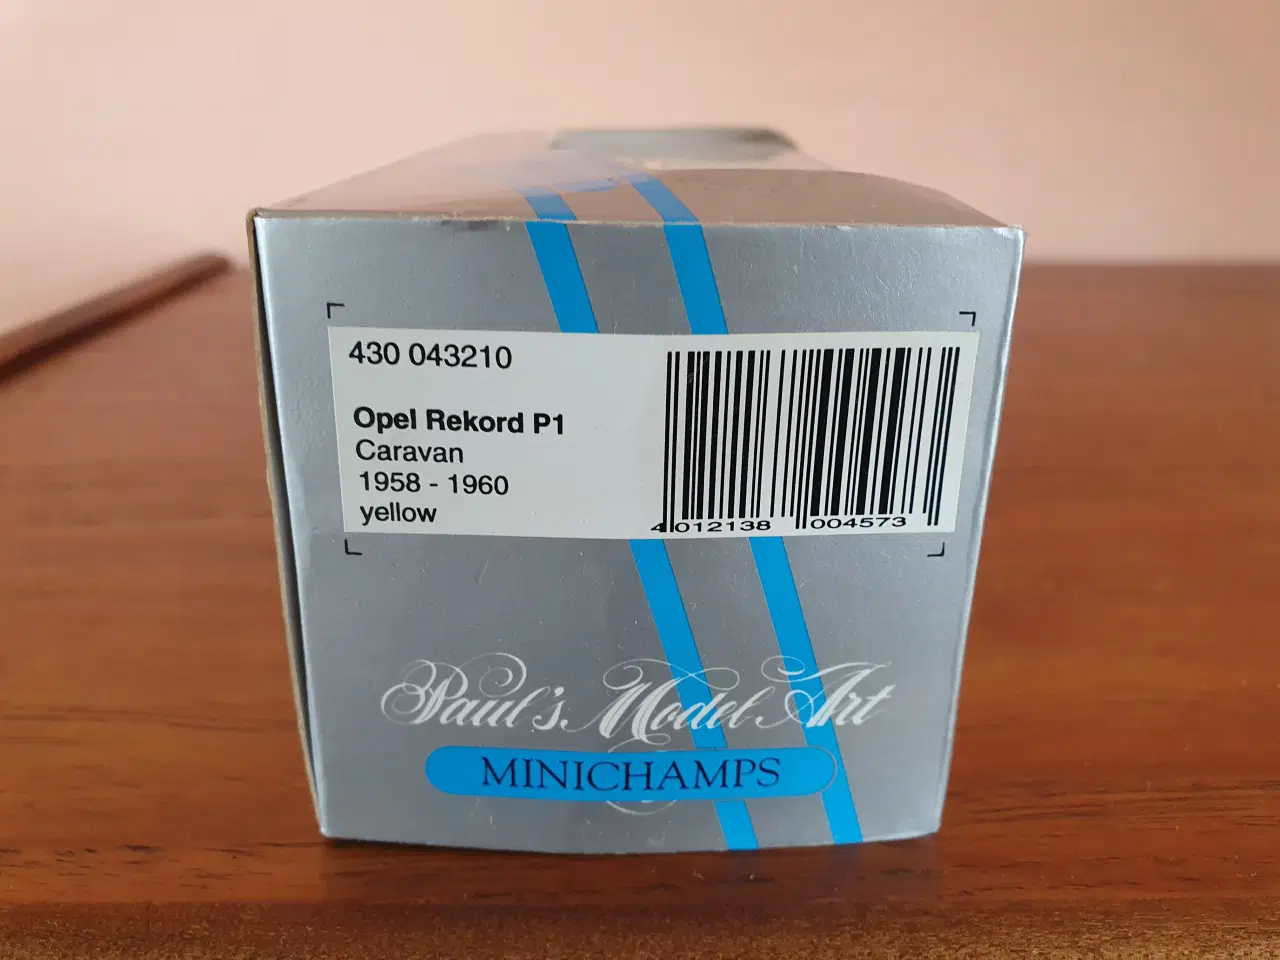 430 043210
Opel Rekord P1
Caravan
1958 - 1960
yellow
4 012138 004573
Paul's Model Art
MINICHAMPS